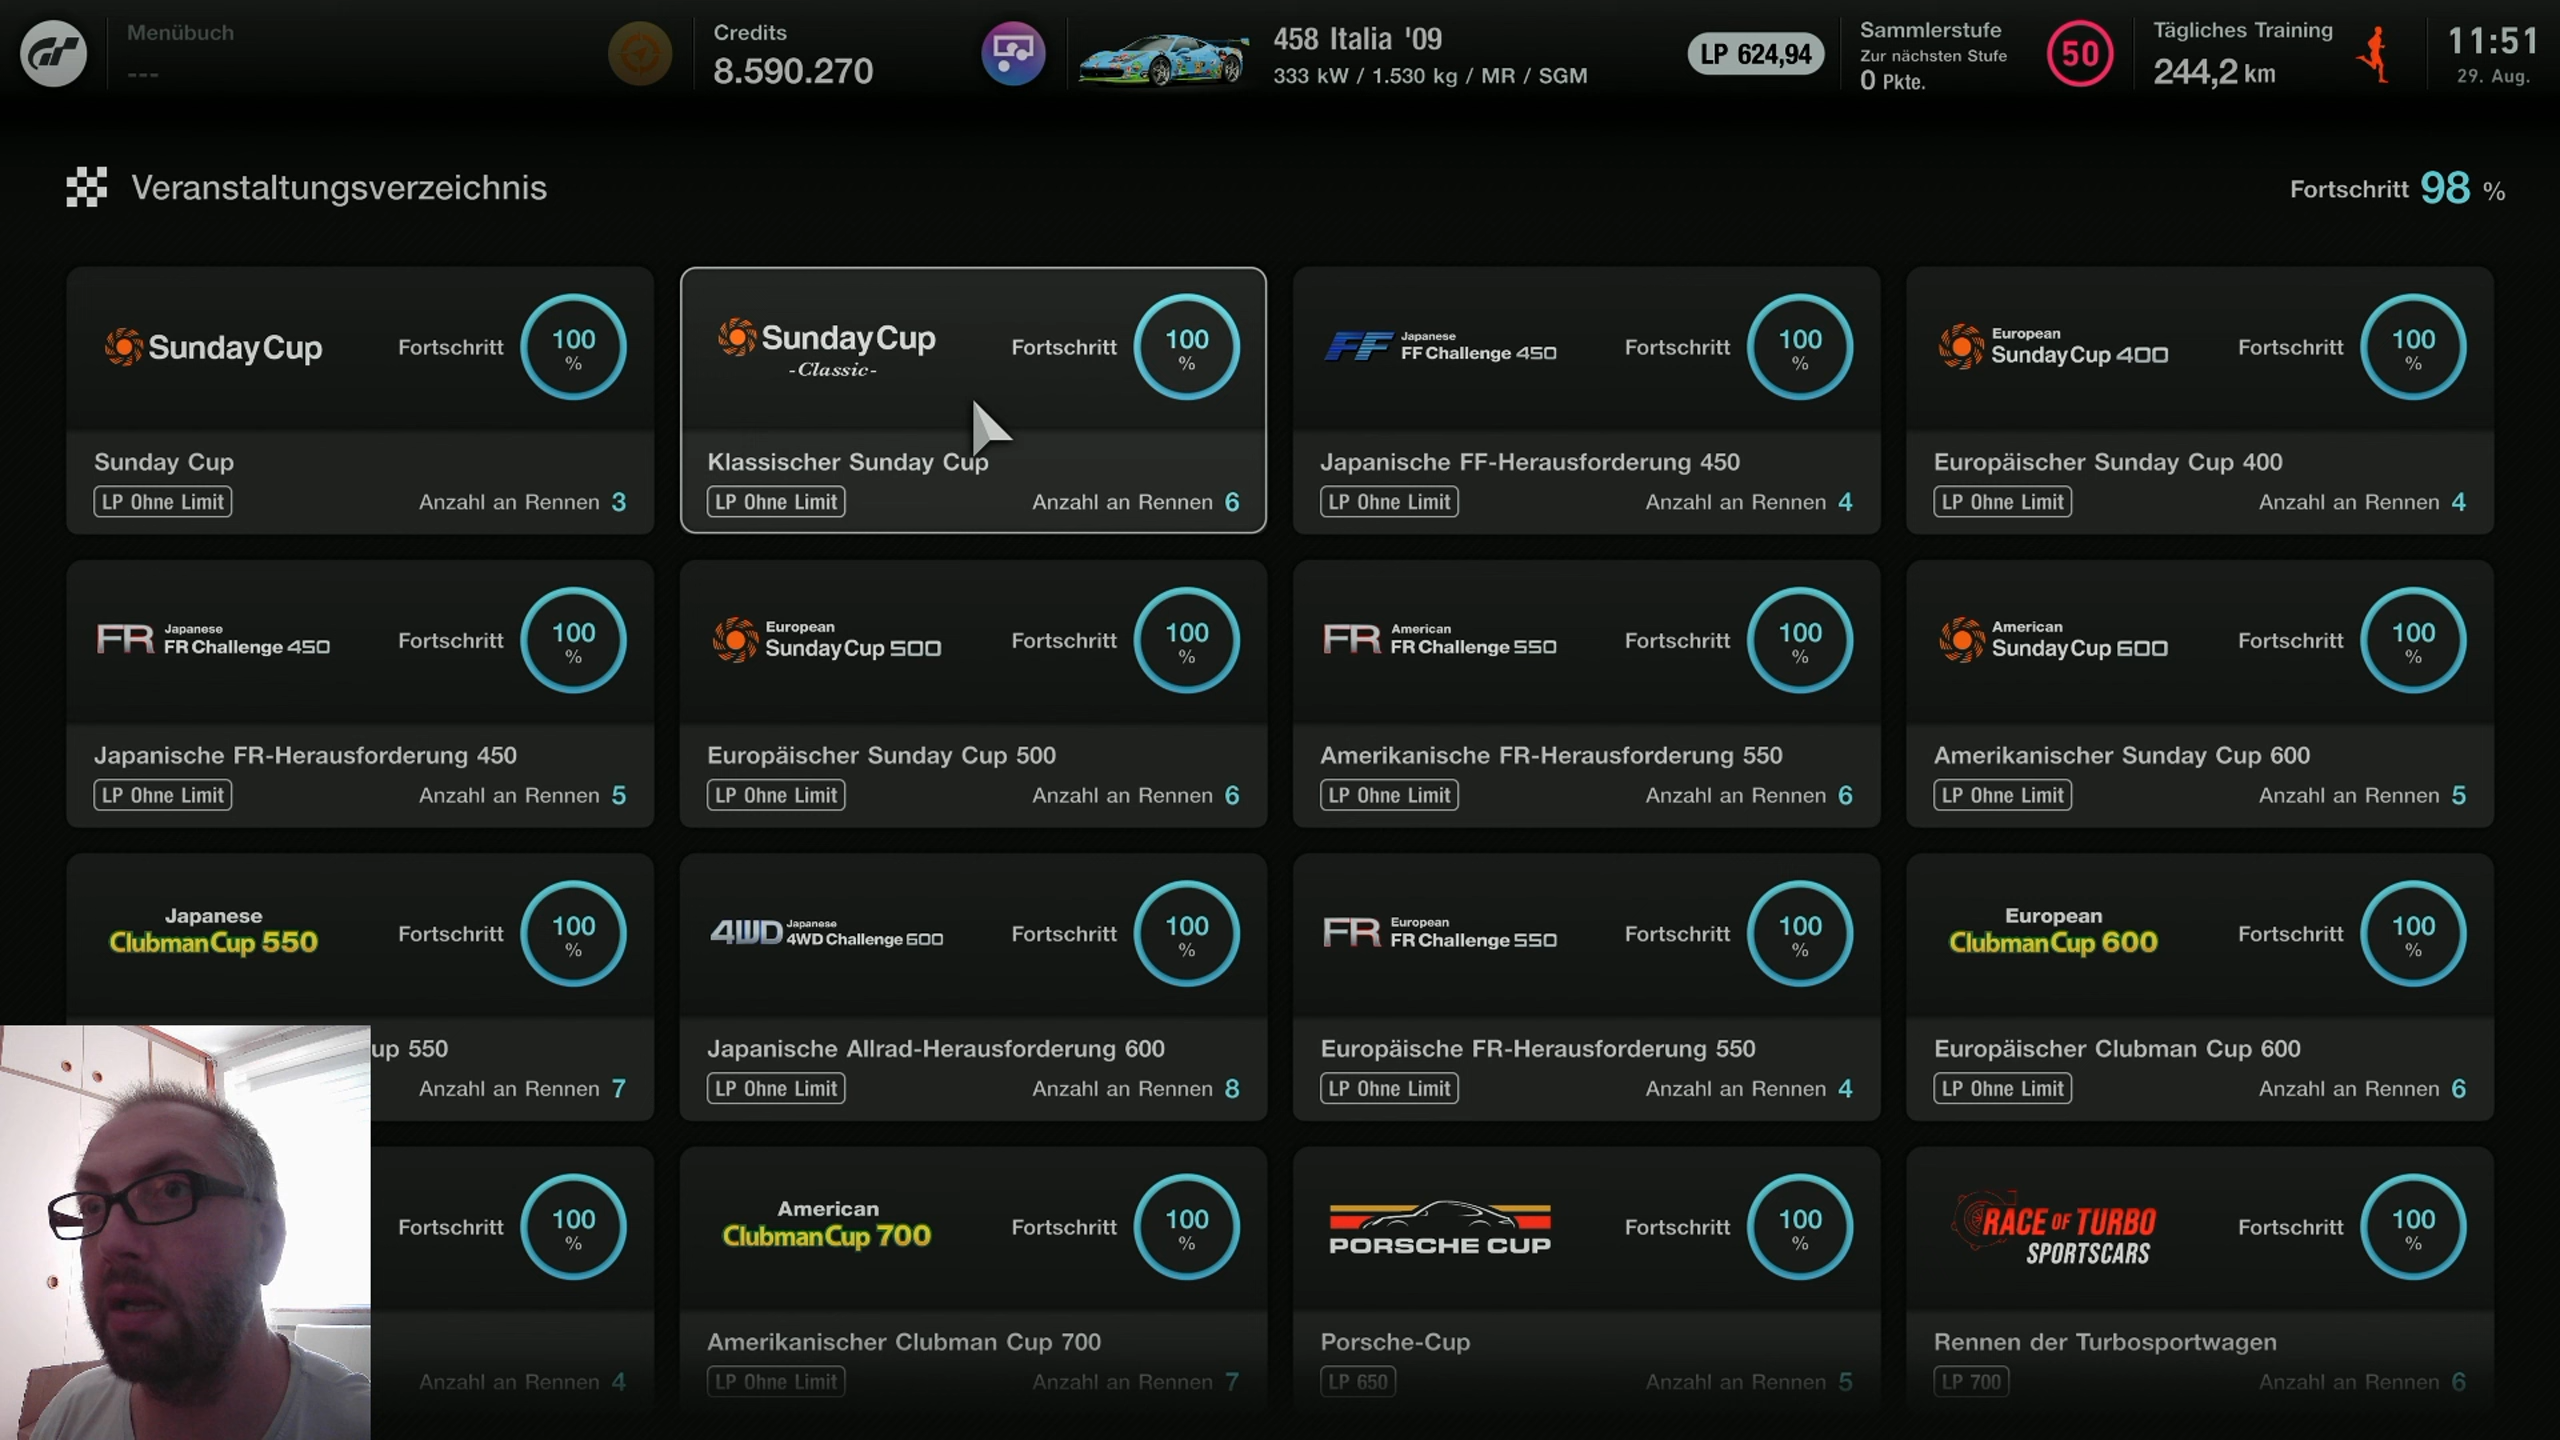 Menübuch
---
Credits
8.590.270
458 Italia '09
333 kW / 1.530 kg / MR / SGM
LP 624,94
Sammlerstufe
Zur nächsten Stufe
0 Pkte.
50
Tägliches Training
244,2 km
11:51
29. Aug.
Veranstaltungsverzeichnis
Fortschritt 98 %
Sunday Cup
Fortschritt
100
%
Sunday Cup
LP Ohne Limit
Anzahl an Rennen 3
Sunday Cup
-Classic-
Fortschritt
100
%
Klassischer Sunday Cup
LP Ohne Limit
Anzahl an Rennen 6
FF Japanese
FF Challenge 450
Fortschritt
100
%
Japanische FF-Herausforderung 450
LP Ohne Limit
Anzahl an Rennen 4
European
Sunday Cup 400
Fortschritt
100
%
Europäischer Sunday Cup 400
LP Ohne Limit
Anzahl an Rennen 4
FR Japanese
FR Challenge 450
Fortschritt
100
%
Japanische FR-Herausforderung 450
LP Ohne Limit
Anzahl an Rennen 5
European
Sunday Cup 500
Fortschritt
100
%
Europäischer Sunday Cup 500
LP Ohne Limit
Anzahl an Rennen 6
FR American
FR Challenge 550
Fortschritt
100
%
Amerikanische FR-Herausforderung 550
LP Ohne Limit
Anzahl an Rennen 6
American
Sunday Cup 600
Fortschritt
100
%
Amerikanischer Sunday Cup 600
LP Ohne Limit
Anzahl an Rennen 5
Japanese
Clubman Cup 550
Fortschritt
100
%
up 550
Anzahl an Rennen 7
4WD Japanese
4WD Challenge 600
Fortschritt
100
%
Japanische Allrad-Herausforderung 600
LP Ohne Limit
Anzahl an Rennen 8
FR European
FR Challenge 550
Fortschritt
100
%
Europäische FR-Herausforderung 550
LP Ohne Limit
Anzahl an Rennen 4
European
Clubman Cup 600
Fortschritt
100
%
Europäischer Clubman Cup 600
LP Ohne Limit
Anzahl an Rennen 6
Fortschritt
100
%
Anzahl an Rennen 4
American
Clubman Cup 700
Fortschritt
100
%
Amerikanischer Clubman Cup 700
LP Ohne Limit
Anzahl an Rennen 7
PORSCHE CUP
Fortschritt
100
%
Porsche-Cup
LP 650
Anzahl an Rennen 5
RACE OF TURBO
SPORTSCARS
Fortschritt
100
%
Rennen der Turbosportwagen
LP 700
Anzahl an Rennen 6